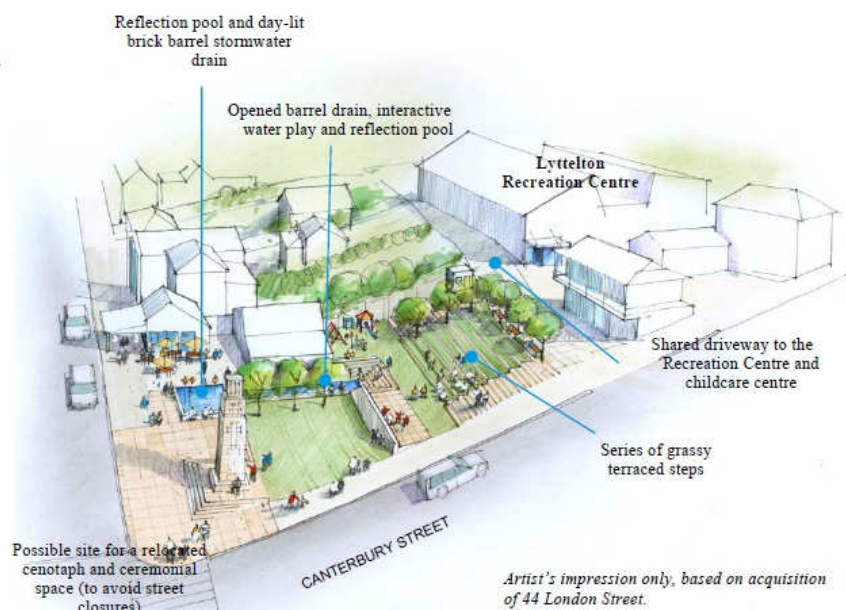 Reflection pool and day-lit
brick barrel stormwater
drain
Opened barrel drain, interactive
water play and reflection pool
Lyttelton
Recreation Centre
Shared driveway to the
Recreation Centre and
childcare centre
Series of grassy
terraced steps
CANTERBURY STREET
Possible site for a relocated
cenotaph and ceremonial
space (to avoid street
closures)
Artist's impression only, based on acquisition
of 44 London Street.